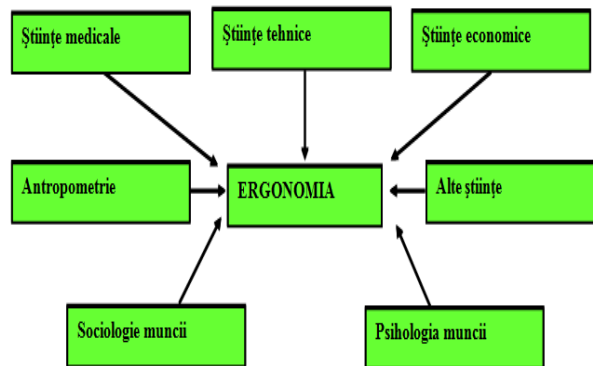 Ştiinţe medicale
Ştiinţe tehnice
Ştiinţe economice
Antropometrie
ERGONOMIA
Alte ştiinţe
Sociologie muncii
Psihologia muncii